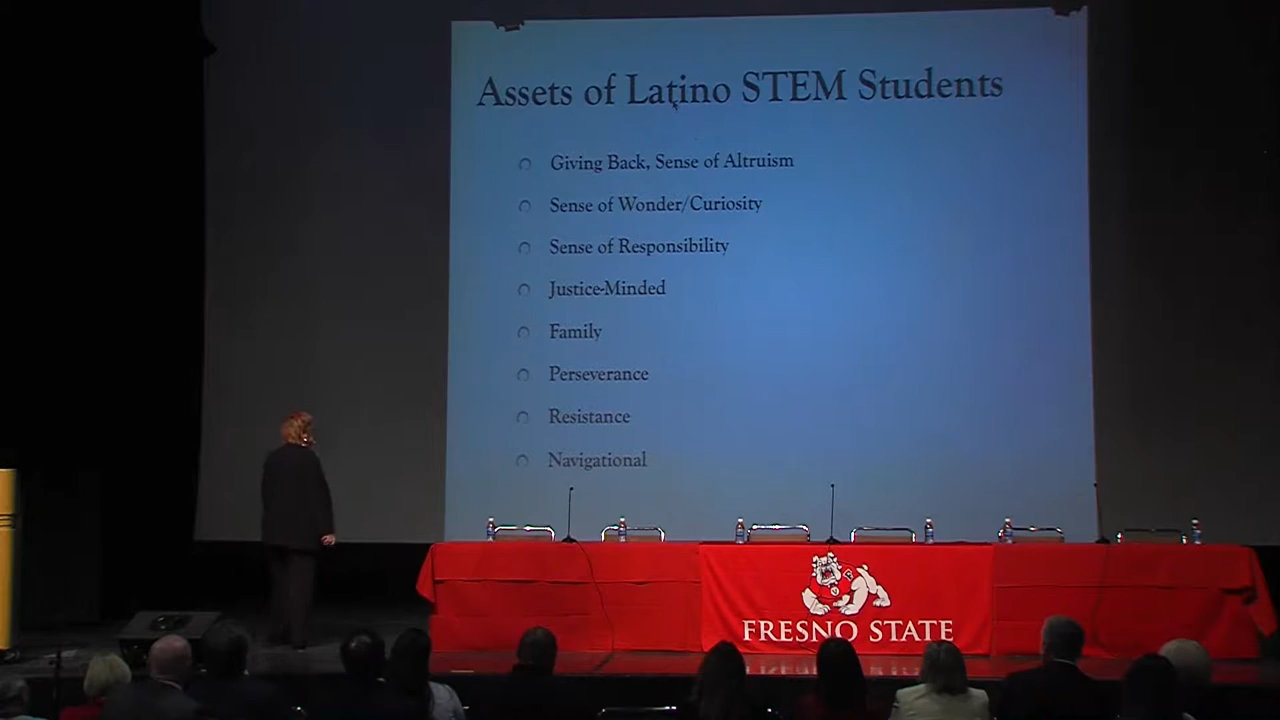 Assets of Latino STEM Students
Giving Back, Sense of Altruism
Sense of Wonder/Curiosity
Sense of Responsibility
Justice-Minded
Family
Perseverance
Resistance
Navigational
FRESNO STATE